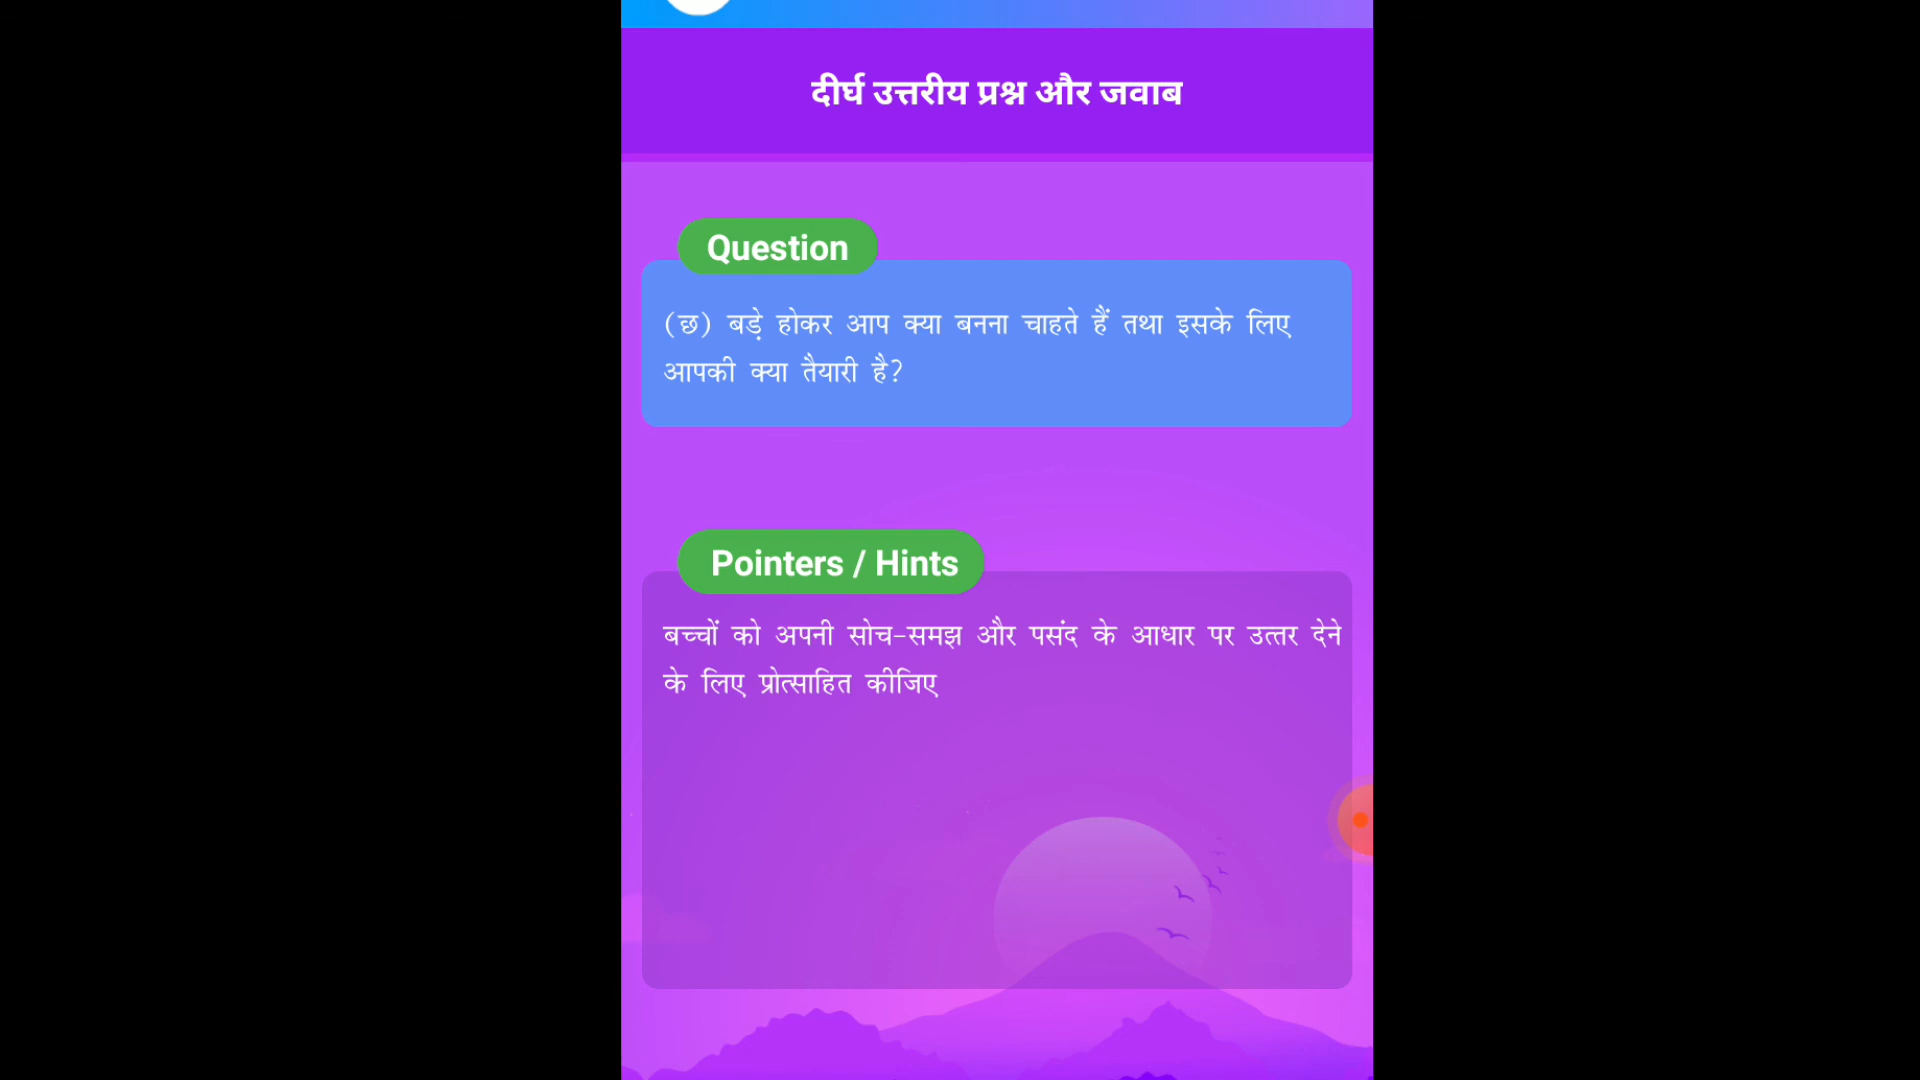 दीर्घ उत्तरीय प्रश्न और जवाब
Question
(छ) बड़े होकर आप क्या बनना चाहते हैं तथा इसके लिए
आपकी क्या तैयारी है?
Pointers / Hints
बच्चों को अपनी सोच-समझ और पसंद के आधार पर उत्तर देने
के लिए प्रोत्साहित कीजिए